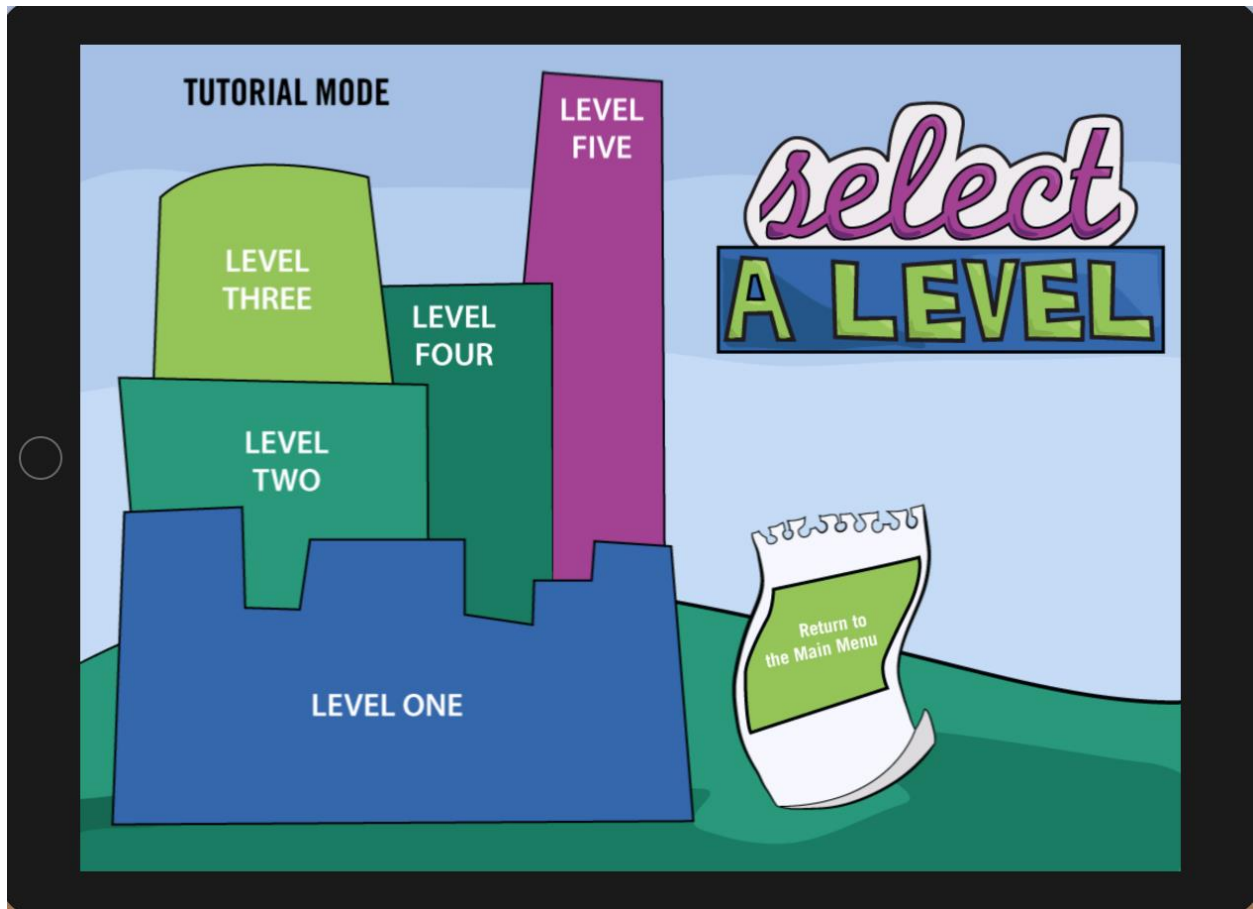 TUTORIAL MODE
LEVEL
FIVE
select
A LEVEL
LEVEL
THREE
LEVEL
FOUR
LEVEL
TWO
Return to
the Main Menu
LEVEL ONE